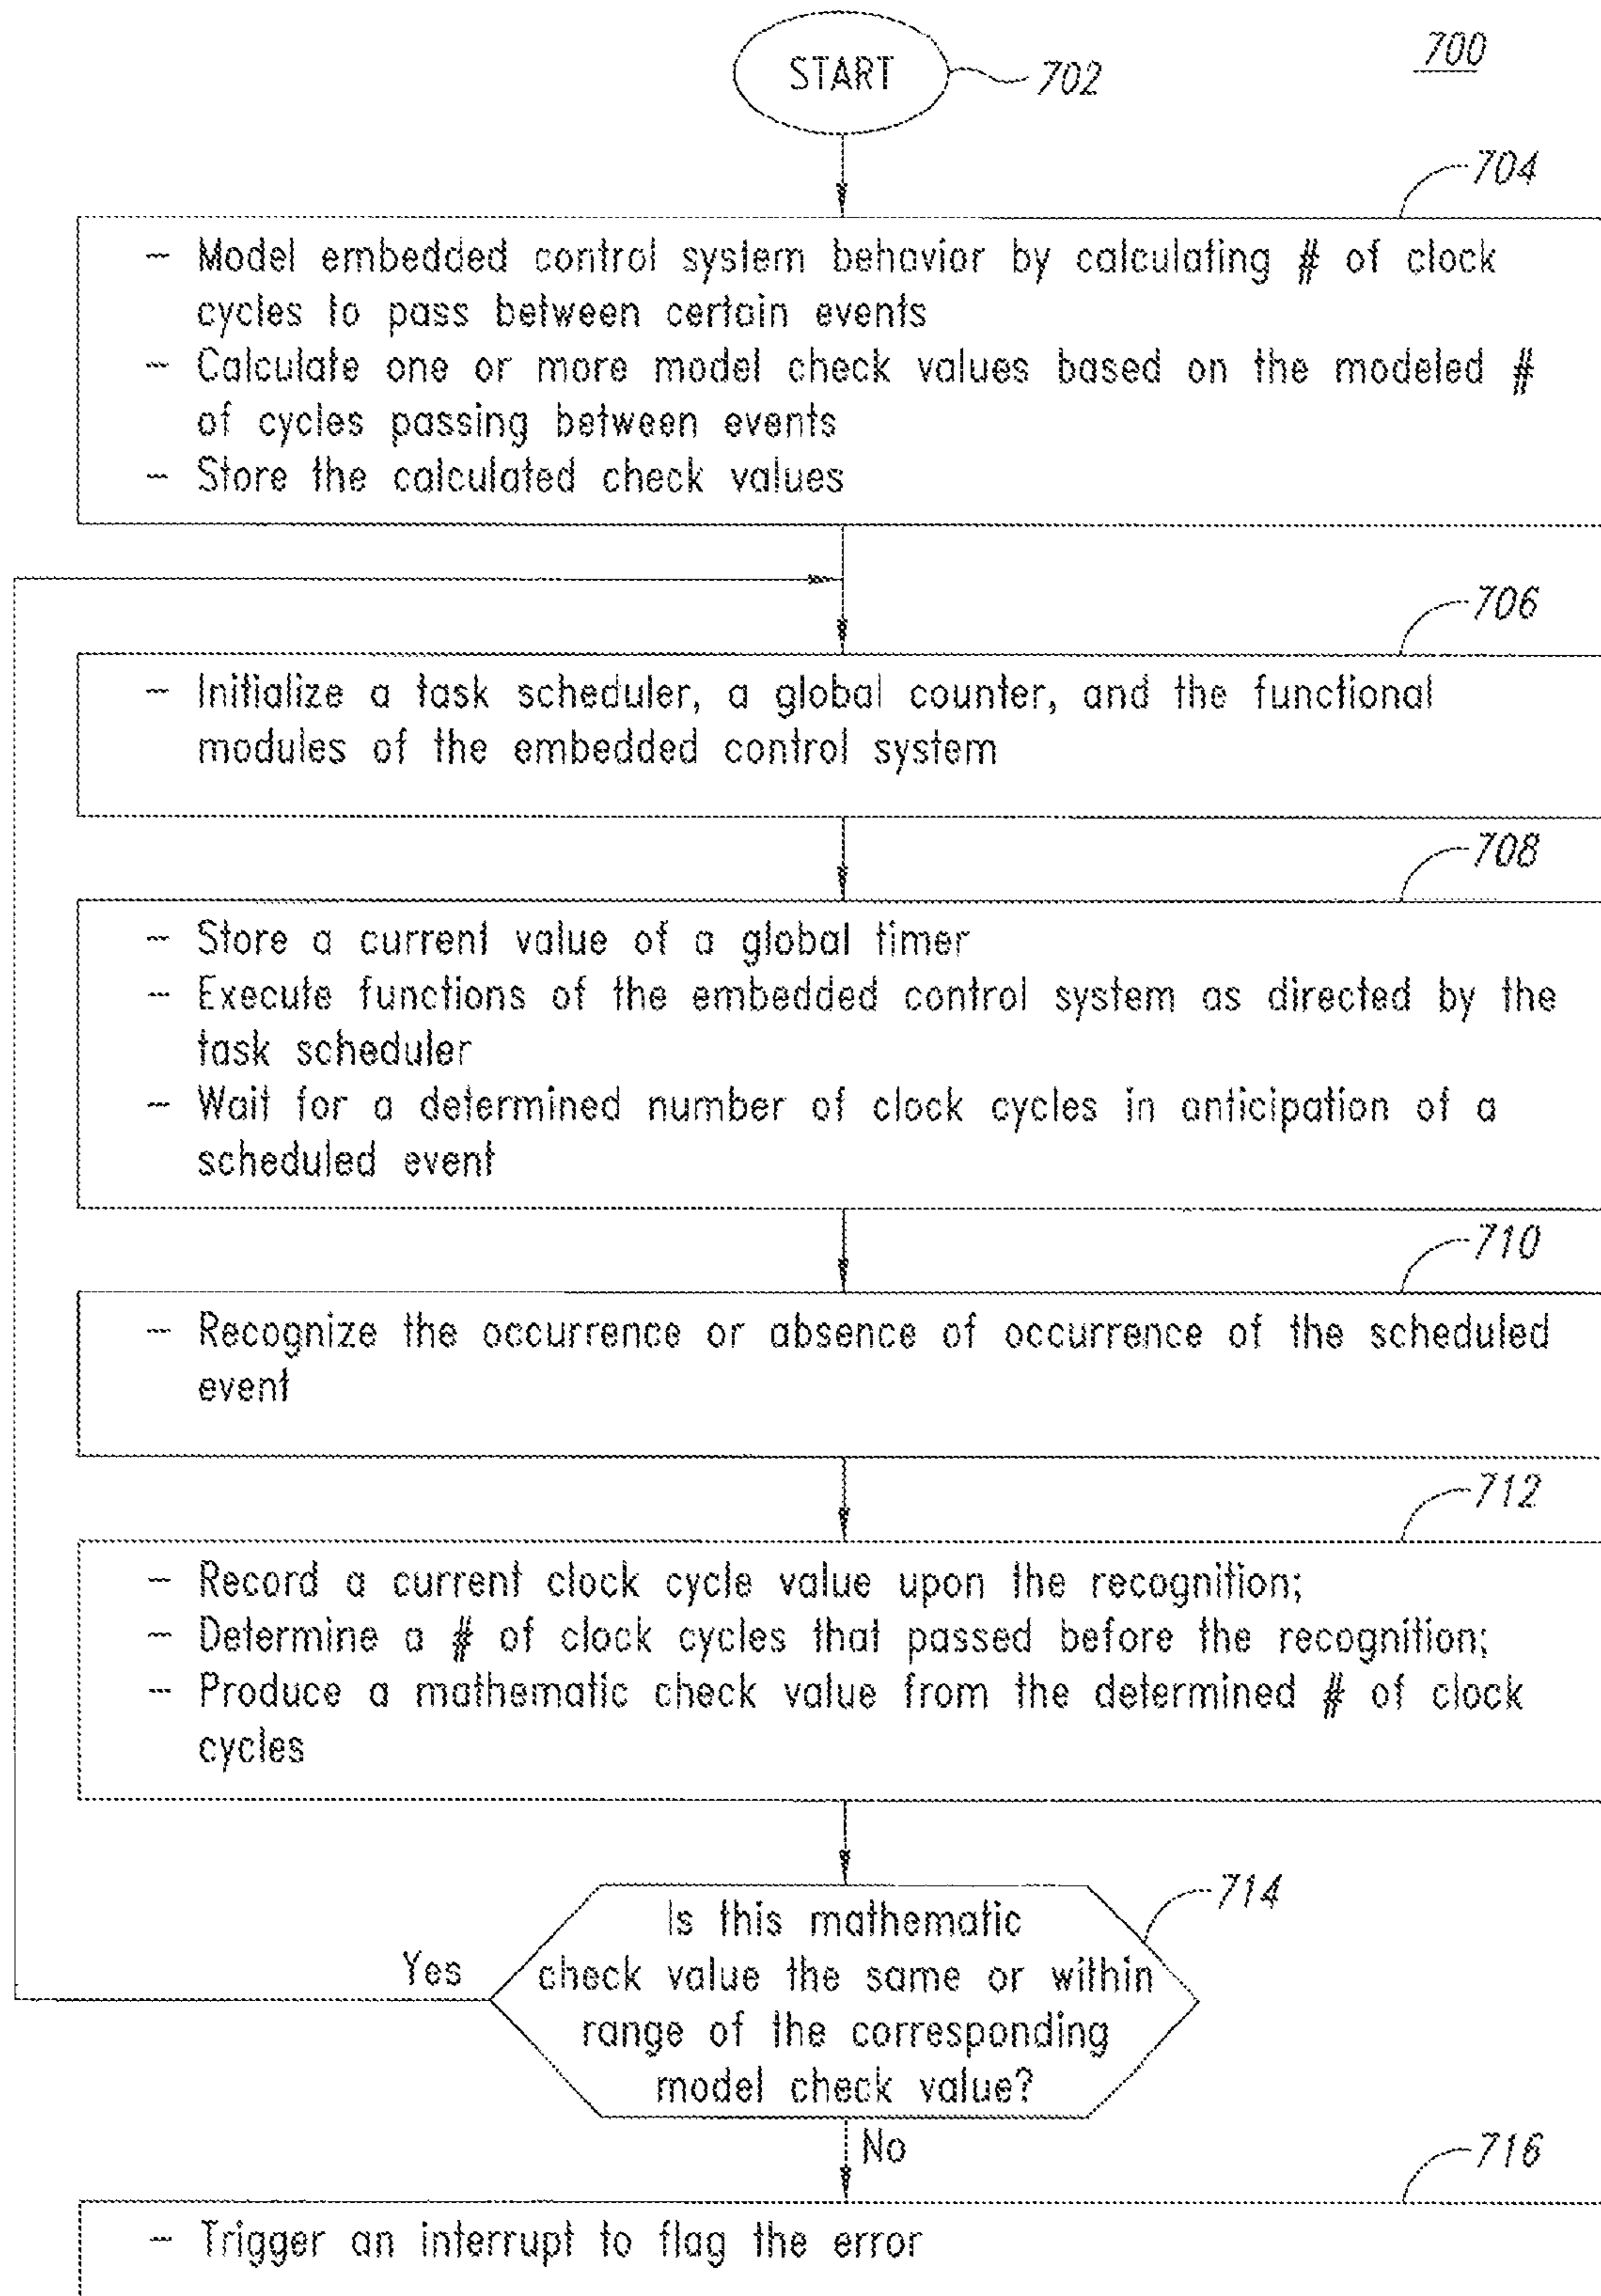 700
START
702
704
- Model embedded control system behavior by calculating # of clock
cycles to pass between certain events
- Calculate one or more model check values based on the modeled #
of cycles passing between events
- Store the calculated check values
706
- Initialize a task scheduler, a global counter, and the functional
modules of the embedded control system
708
- Store a current value of a global timer
- Execute functions of the embedded control system as directed by the
task scheduler
- Wait for a determined number of clock cycles in anticipation of a
scheduled event
710
- Recognize the occurrence or absence of occurrence of the scheduled
event
712
- Record a current clock cycle value upon the recognition;
- Determine a # of clock cycles that passed before the recognition;
- Produce a mathematic check value from the determined # of clock
cycles
714
Is this mathematic
check value the same or within
range of the corresponding
model check value?
Yes
No
716
- Trigger an interrupt to flag the error